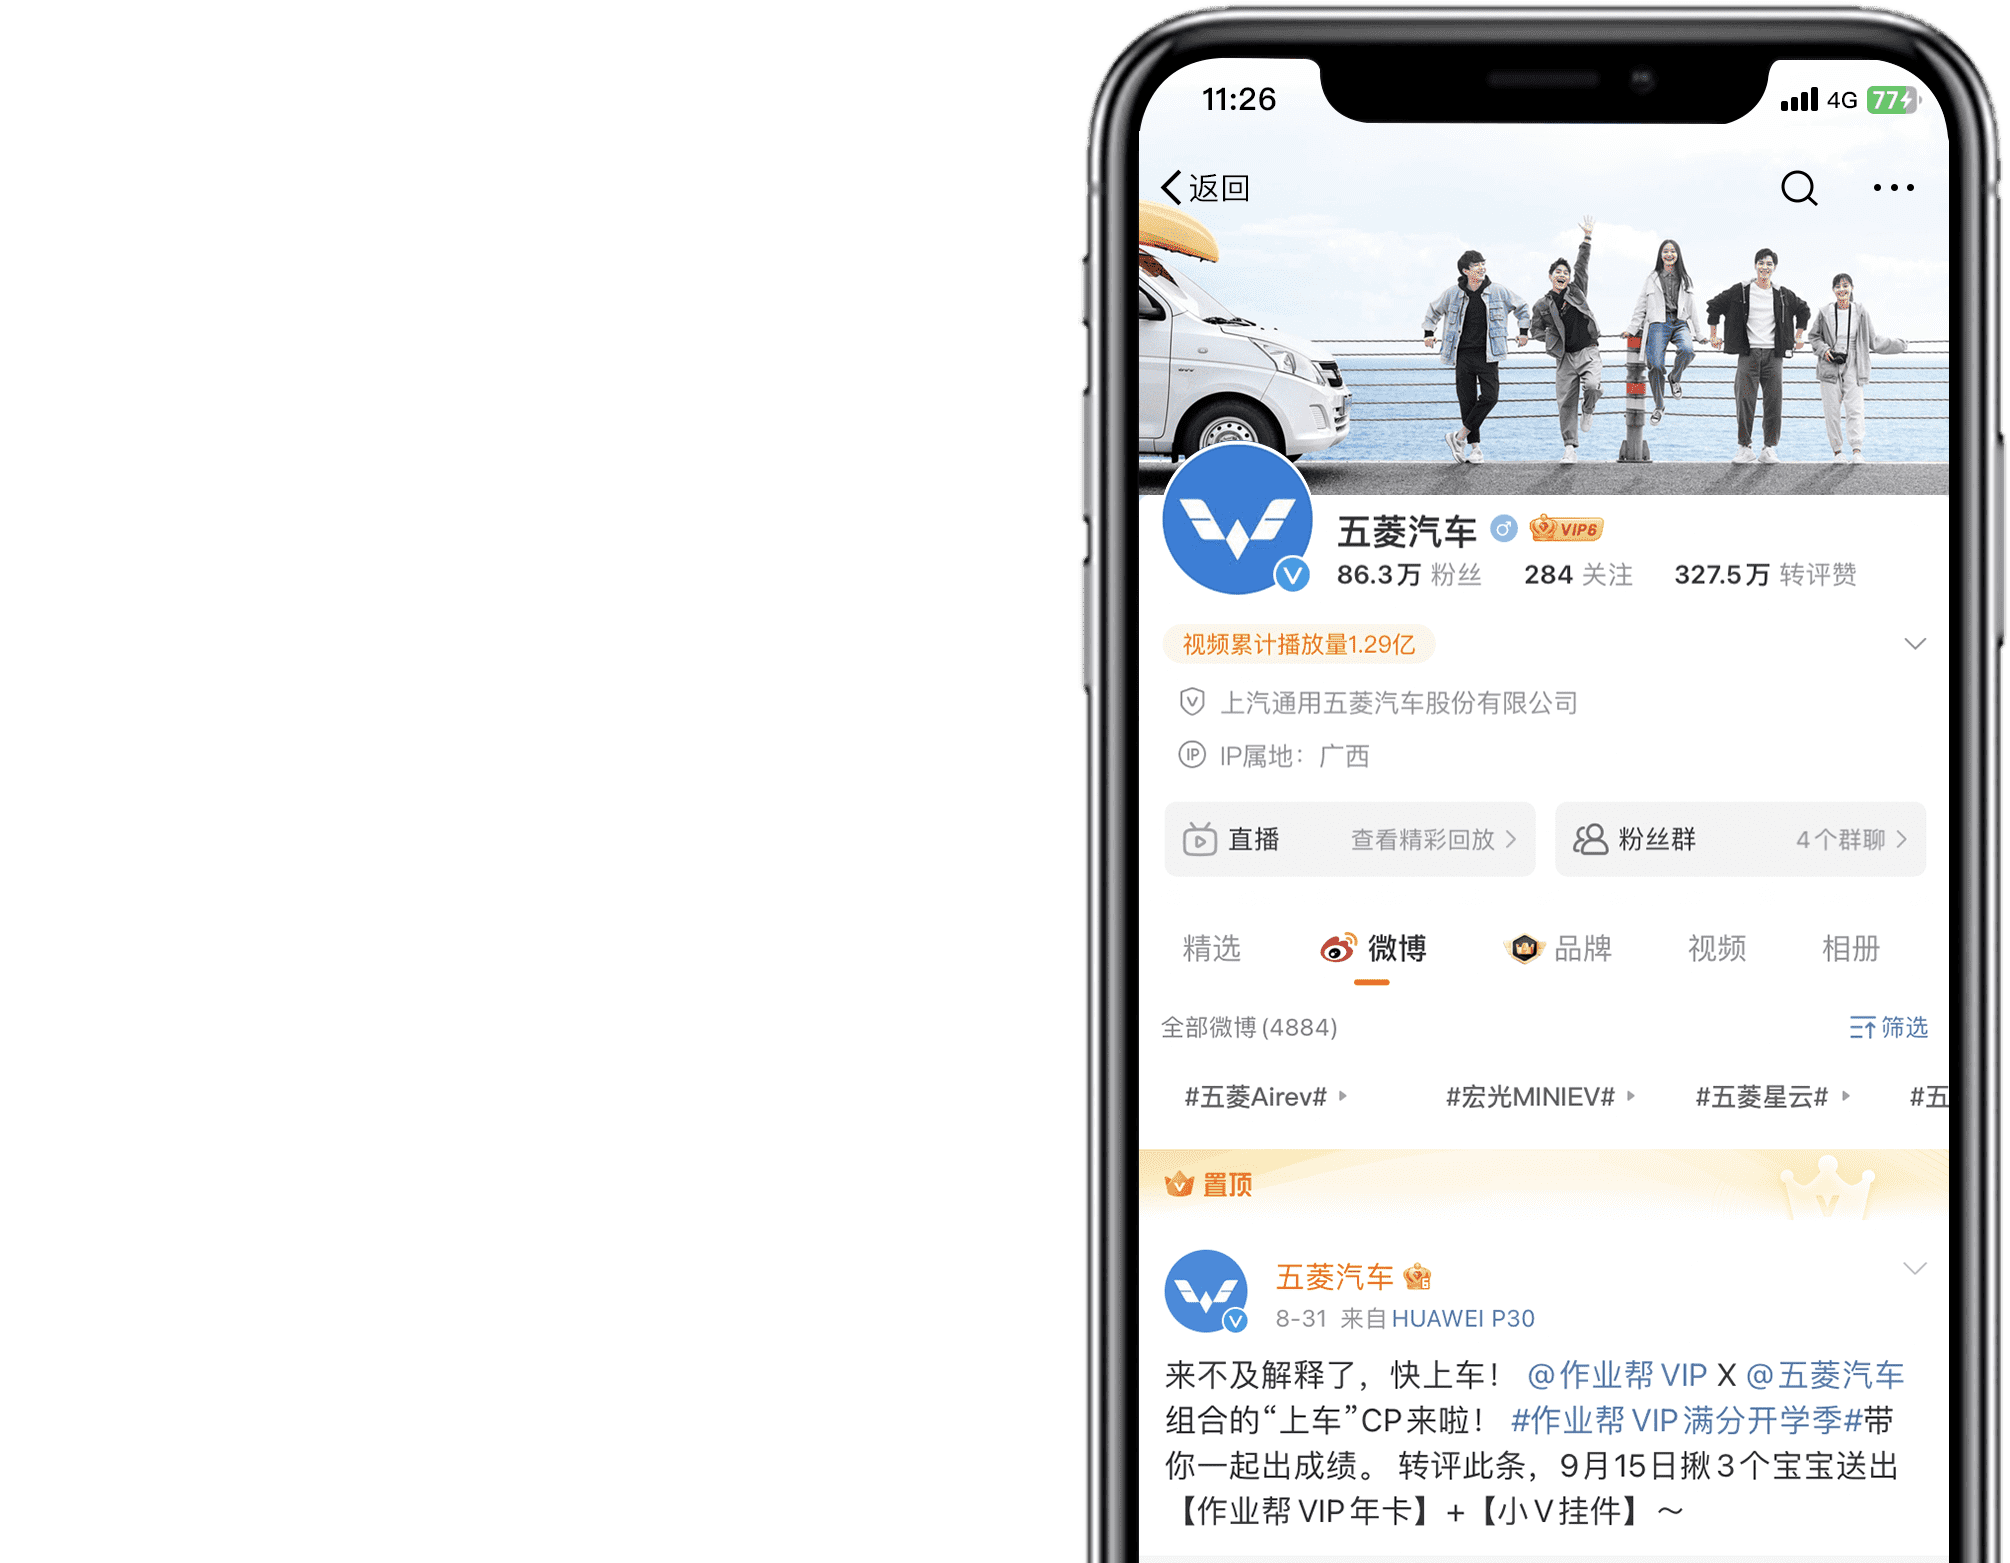 11:26 4G 77
返回
五菱汽车 VIP6
86.3万 粉丝 284 关注 327.5万 转评赞
视频累计播放量1.29亿
上汽通用五菱汽车股份有限公司
IP IP属地：广西
直播 查看精彩回放 粉丝群 4个群聊
精选 微博 品牌 视频 相册
全部微博(4884) 筛选
#五菱Airev# #宏光MINIEV# #五菱星云# #五
置顶
五菱汽车 6
8-31 来自 HUAWEI P30
来不及解释了，快上车！ @作业帮VIP X @五菱汽车
组合的“上车”CP来啦！ #作业帮VIP满分开学季#带
你一起出成绩。 转评此条，9月15日揪3个宝宝送出
【作业帮VIP年卡】+【小V挂件】～